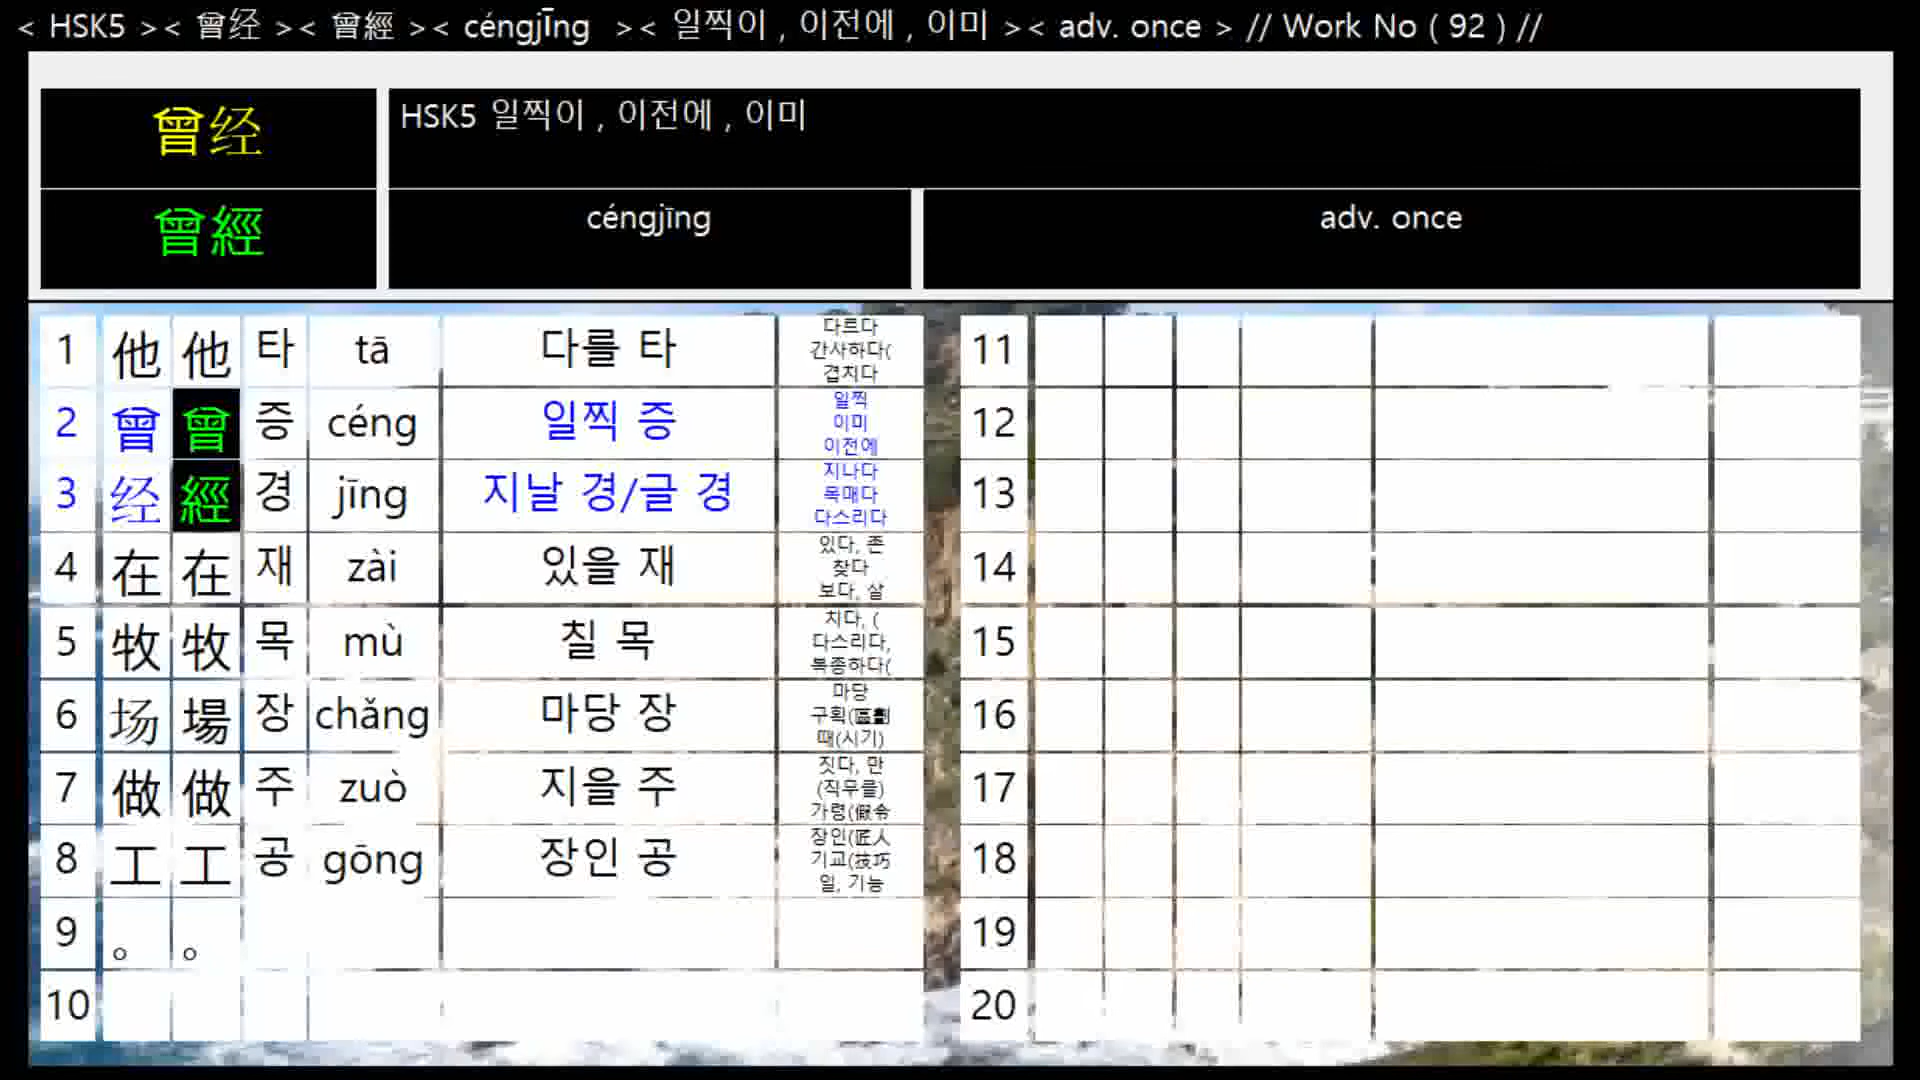 < HSK5 >< 曾经 >< 曾經 >< céngjīng >< 일찍이 , 이전에 , 이미 >< adv. once > // Work No ( 92 ) //
曾经
HSK5 일찍이 , 이전에 , 이미
曾經
céngjīng
adv. once
1 他 他 타 tā 다를 타 다르다 간사하다( 겹치다
2 曾 曾 증 céng 일찍 증 일찍 이미 이전에
3 经 經 경 jīng 지날 경/글 경 지나다 목매다 다스리다
4 在 在 재 zài 있을 재 있다, 존 찾다 보다, 살
5 牧 牧 목 mù 칠 목 치다, ( 다스리다, 복종하다(
6 场 場 장 chǎng 마당 장 마당 구획(區劃 때(시기)
7 做 做 주 zuò 지을 주 짓다, 만 (직무를) 가령(假令
8 工 工 공 gōng 장인 공 장인(匠人 기교(技巧 일, 기능
9 。 。
10
11
12
13
14
15
16
17
18
19
20